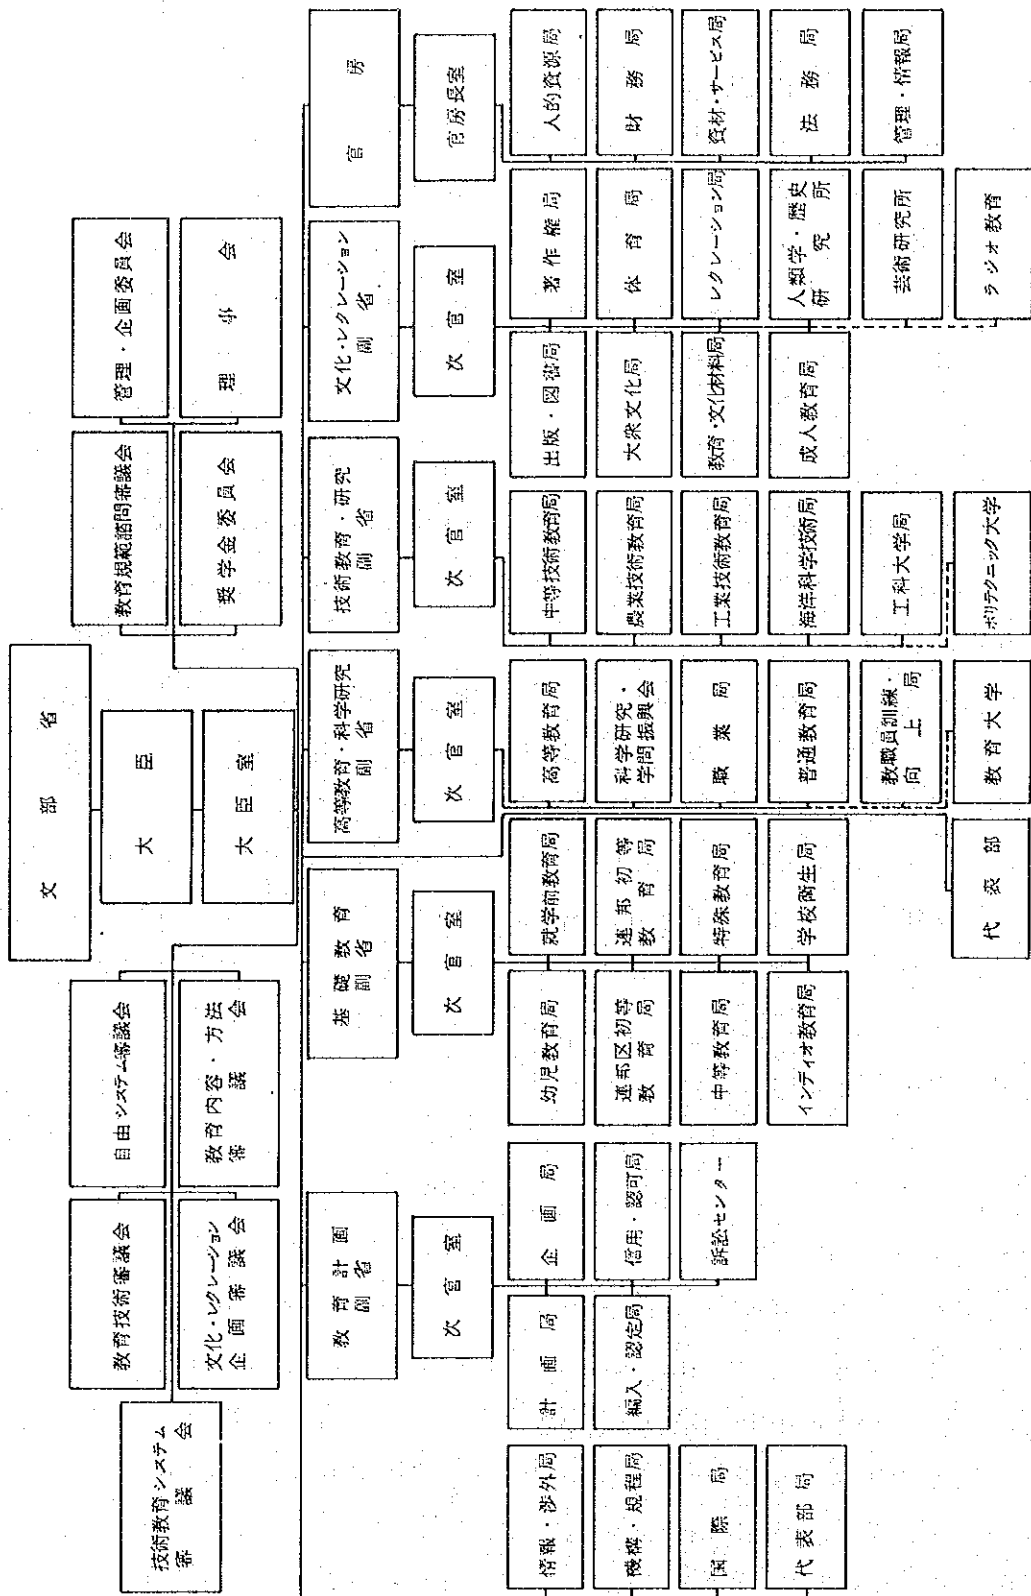 文部省
大臣
大臣室
技術教育システム
審議会
教育技術審議会
自由システム審議会
教育規範諮問審議会
管理・企画委員会
文化・レクレーション
企画審議会
教育内容・方法
審議会
奨学金委員会
理事会
教育計画
副省
基礎教育
副省
高等教育・科学研究
副省
技術教育・研究
副省
文化・レクレーション
副省
官房
次官室
次官室
次官室
次官室
次官室
官房長室
情報・渉外局
機構・規程局
国際局
代表部局
計画局
企画局
編入・認定局
信用・認可局
訴訟センター
幼児教育局
就学前教育局
連邦区初等
教育局
連邦初等
教育局
中等教育局
特殊教育局
インディオ教育局
学校衛生局
代表部
高等教育局
科学研究・
学問振興会
職業局
普通教育局
教職員訓練・
向上局
教育大学
中等技術教育局
農業技術教育局
工業技術教育局
海洋科学技術局
工科大学局
ポリテクニック大学
出版・図書局
著作権局
大衆文化局
体育局
教育・文化材料局
レクレーション局
成人教育局
人類学・歴史
研究所
芸術研究所
ラジオ教育
人的資源局
財務局
資材・サービス局
法務局
管理・情報局